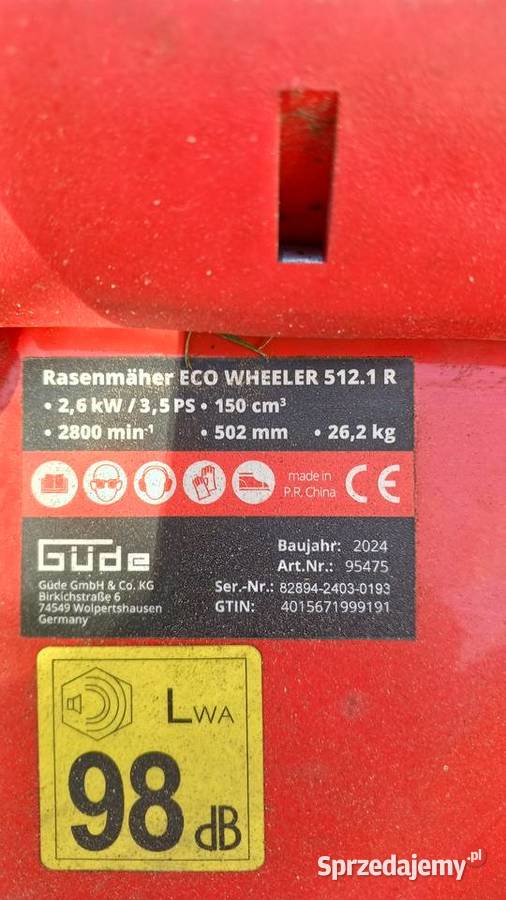 Rasenmäher ECO WHEELER 512.1 R
• 2,6 kW / 3,5 PS • 150 cm³
• 2800 min⁻¹ • 502 mm • 26,2 kg
made in
P.R. China
CE
Güde
Güde GmbH & Co. KG
Birkichstraße 6
74549 Wolpertshausen
Germany
Baujahr: 2024
Art.Nr.: 95475
Ser.-Nr.: 82894-2403-0193
GTIN: 4015671999191
LWA
98 dB
Sprzedajemy.pl